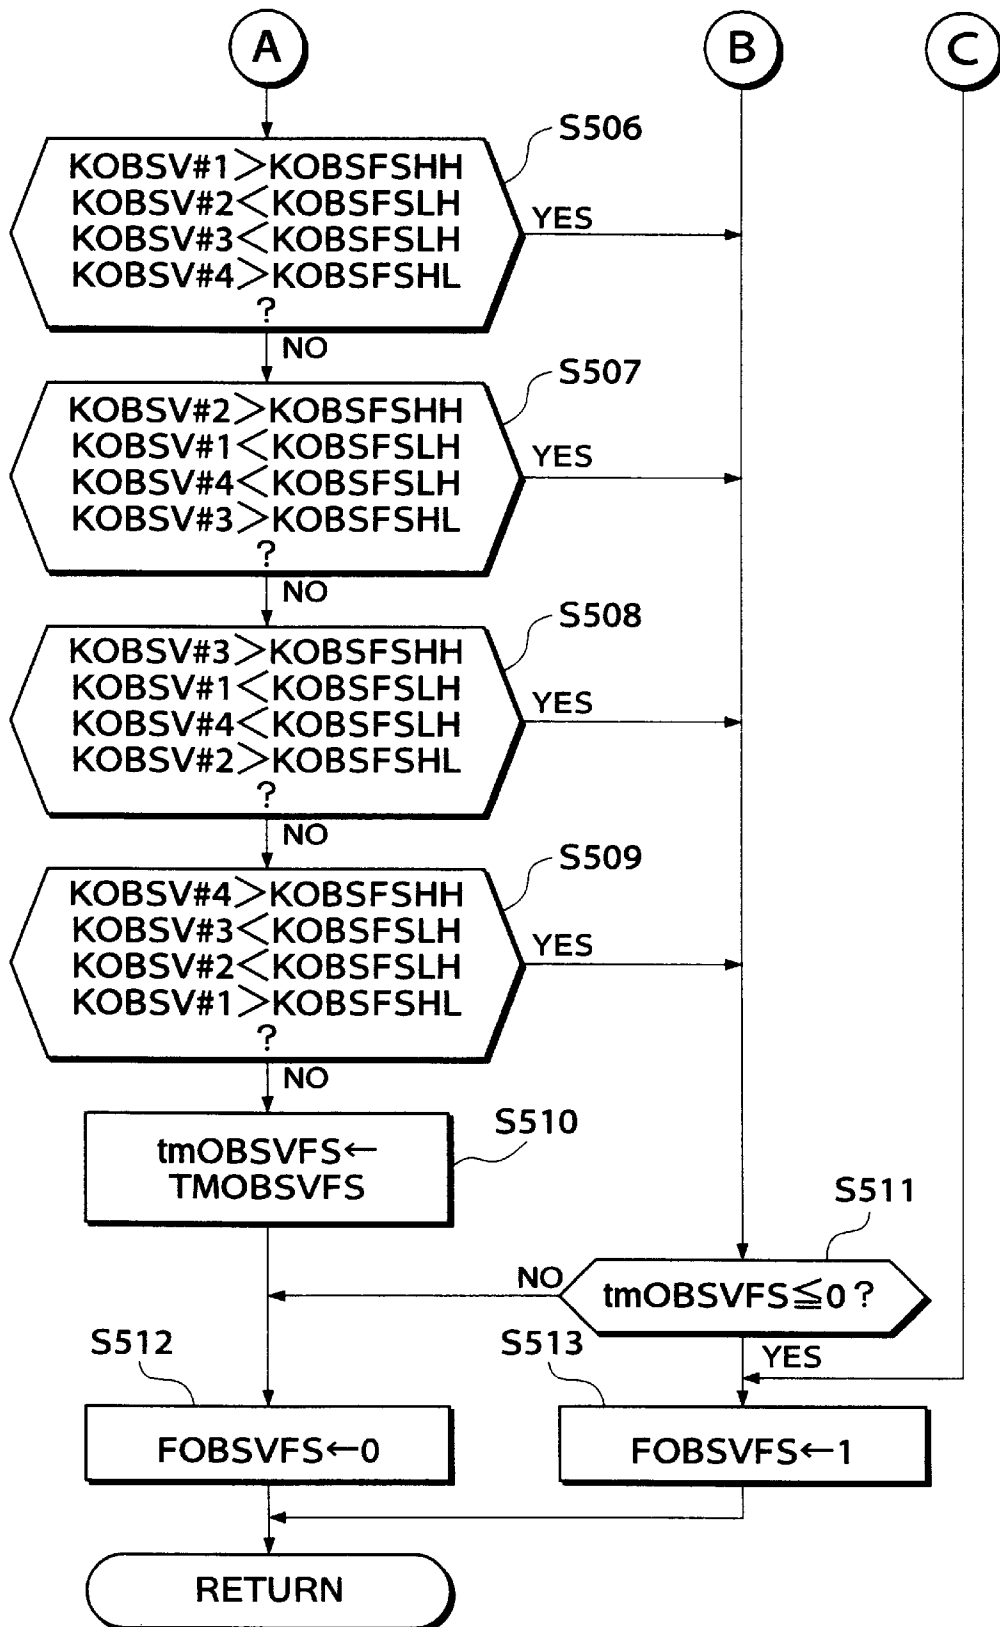 A
B
C
S506
KOBSV#1>KOBSFSHH
KOBSV#2<KOBSFSLH
KOBSV#3<KOBSFSLH
KOBSV#4>KOBSFSHL
?
YES
NO
S507
KOBSV#2>KOBSFSHH
KOBSV#1<KOBSFSLH
KOBSV#4<KOBSFSLH
KOBSV#3>KOBSFSHL
?
YES
NO
S508
KOBSV#3>KOBSFSHH
KOBSV#1<KOBSFSLH
KOBSV#4<KOBSFSLH
KOBSV#2>KOBSFSHL
?
YES
NO
S509
KOBSV#4>KOBSFSHH
KOBSV#3<KOBSFSLH
KOBSV#2<KOBSFSLH
KOBSV#1>KOBSFSHL
?
YES
NO
S510
tmOBSVFS←
TMOBSVFS
S511
tmOBSVFS≦0?
NO
YES
S512
FOBSVFS←0
S513
FOBSVFS←1
RETURN